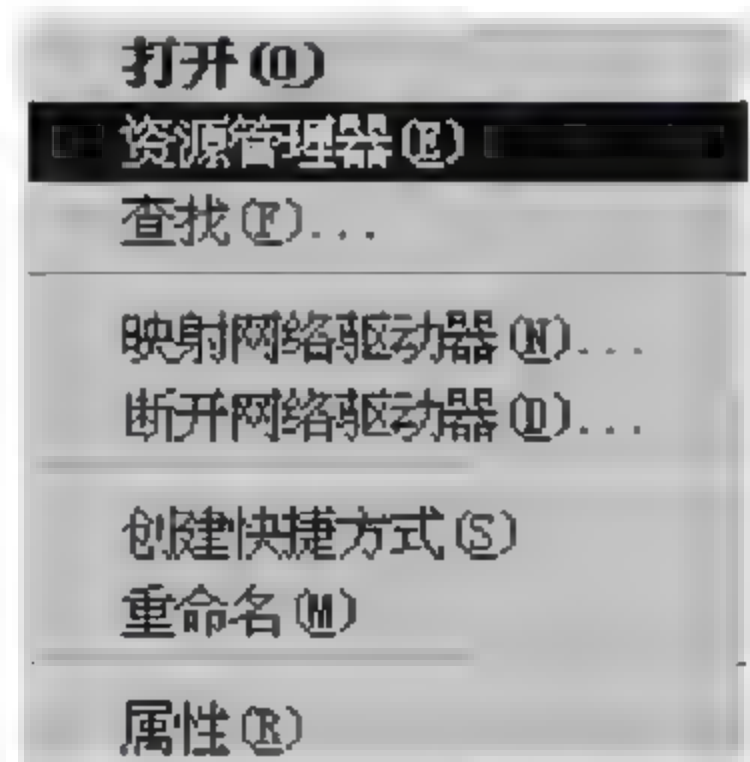 打开(O)
资源管理器(E)
查找(F)...
映射网络驱动器(N)...
断开网络驱动器(D)...
创建快捷方式(S)
重命名(M)
属性(R)